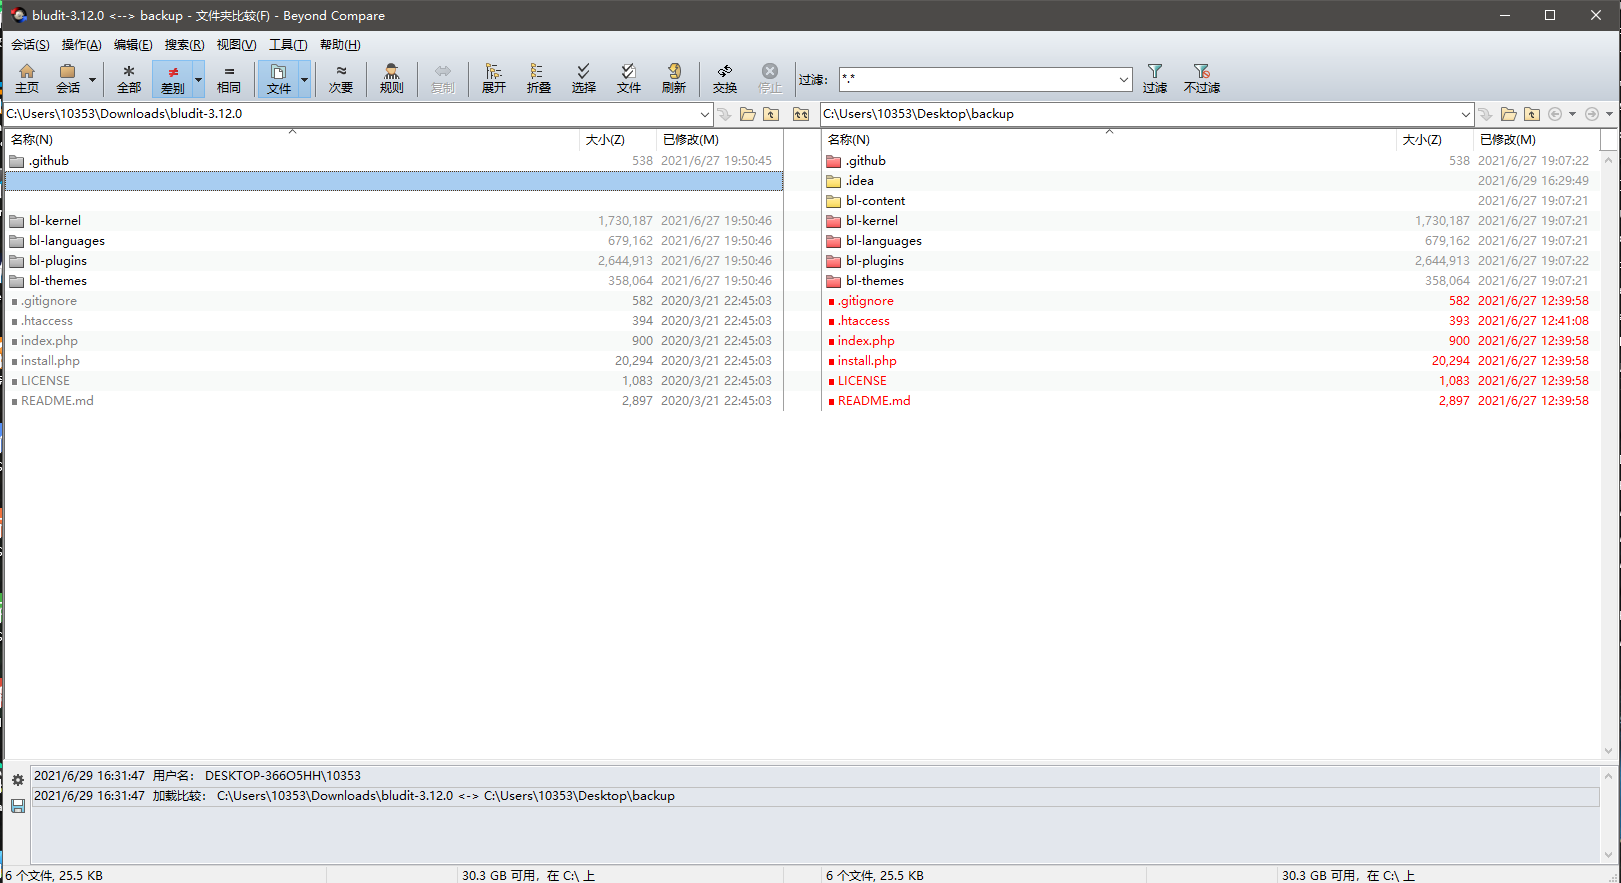 bludit-3.12.0 <--> backup - 文件夹比较(F) - Beyond Compare
会话(S) 操作(A) 编辑(E) 搜索(R) 视图(V) 工具(T) 帮助(H)
主页 会话 全部 差别 相同 文件 次要 规则 复制 展开 折叠 选择 文件 刷新 交换 停止 过滤: *.* 过滤 不过滤
C:\Users\10353\Downloads\bludit-3.12.0 C:\Users\10353\Desktop\backup
名称(N) 大小(Z) 已修改(M) 名称(N) 大小(Z) 已修改(M)
.github 538 2021/6/27 19:50:45 .github 538 2021/6/27 19:07:22
.idea 2021/6/29 16:29:49
bl-content 2021/6/27 19:07:21
bl-kernel 1,730,187 2021/6/27 19:50:46 bl-kernel 1,730,187 2021/6/27 19:07:21
bl-languages 679,162 2021/6/27 19:50:46 bl-languages 679,162 2021/6/27 19:07:21
bl-plugins 2,644,913 2021/6/27 19:50:46 bl-plugins 2,644,913 2021/6/27 19:07:22
bl-themes 358,064 2021/6/27 19:50:46 bl-themes 358,064 2021/6/27 19:07:21
.gitignore 582 2020/3/21 22:45:03 .gitignore 582 2021/6/27 12:39:58
.htaccess 394 2020/3/21 22:45:03 .htaccess 393 2021/6/27 12:41:08
index.php 900 2020/3/21 22:45:03 index.php 900 2021/6/27 12:39:58
install.php 20,294 2020/3/21 22:45:03 install.php 20,294 2021/6/27 12:39:58
LICENSE 1,083 2020/3/21 22:45:03 LICENSE 1,083 2021/6/27 12:39:58
README.md 2,897 2020/3/21 22:45:03 README.md 2,897 2021/6/27 12:39:58
2021/6/29 16:31:47 用户名: DESKTOP-366O5HH\10353
2021/6/29 16:31:47 加载比较: C:\Users\10353\Downloads\bludit-3.12.0 <-> C:\Users\10353\Desktop\backup
6 个文件, 25.5 KB 30.3 GB 可用，在 C:\ 上 6 个文件, 25.5 KB 30.3 GB 可用，在 C:\ 上